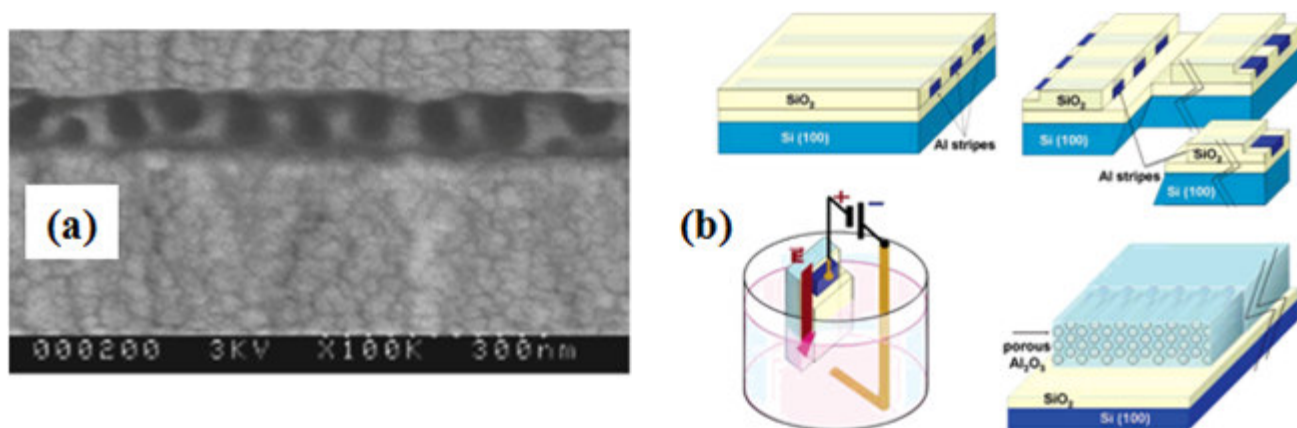 (a)
000200 3KV X100K 300nm
(b)
SiO₂
Si (100)
Al stripes
SiO₂
Si (100)
SiO₂
Al stripes
Si (100)
+ −
E
porous
Al₂O₃
SiO₂
Si (100)